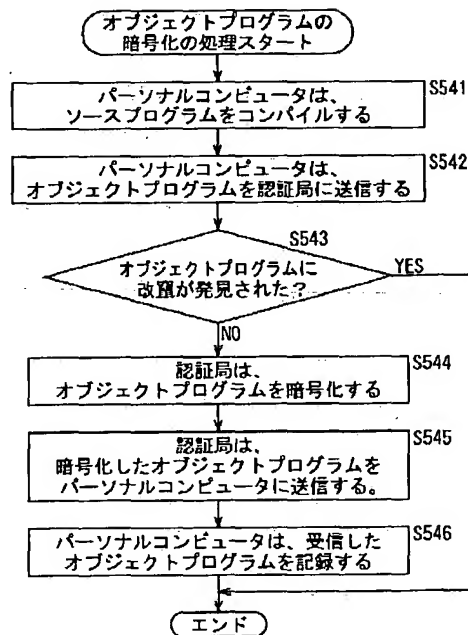 オブジェクトプログラムの
暗号化の処理スタート
S541
パーソナルコンピュータは、
ソースプログラムをコンパイルする
S542
パーソナルコンピュータは、
オブジェクトプログラムを認証局に送信する
S543
オブジェクトプログラムに
改竄が発見された?
YES
NO
S544
認証局は、
オブジェクトプログラムを暗号化する
S545
認証局は、
暗号化したオブジェクトプログラムを
パーソナルコンピュータに送信する。
S546
パーソナルコンピュータは、受信した
オブジェクトプログラムを記録する
エンド